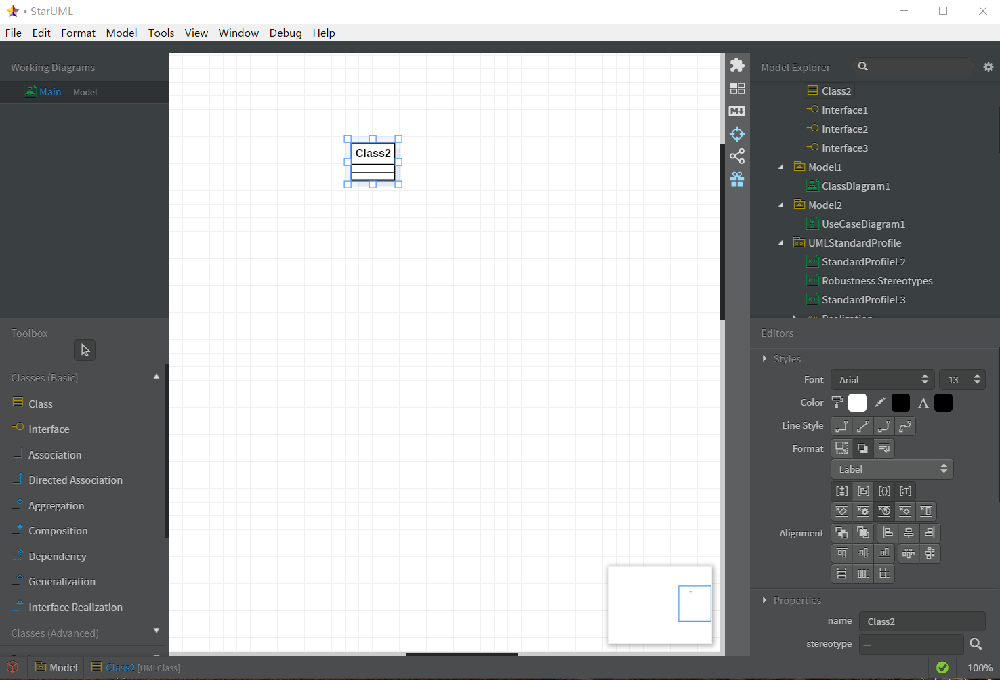 • StarUML
File Edit Format Model Tools View Window Debug Help
Working Diagrams
Main — Model
Class2
Model Explorer
Class2
Interface1
Interface2
Interface3
Model1
ClassDiagram1
Model2
UseCaseDiagram1
UMLStandardProfile
StandardProfileL2
Robustness Stereotypes
StandardProfileL3
Realization
Toolbox
Classes (Basic)
Class
Interface
Association
Directed Association
Aggregation
Composition
Dependency
Generalization
Interface Realization
Classes (Advanced)
Editors
Styles
Font Arial 13
Color A
Line Style
Format
Label
Alignment
Properties
name Class2
stereotype —
Model Class2 [UMLClass] 100%